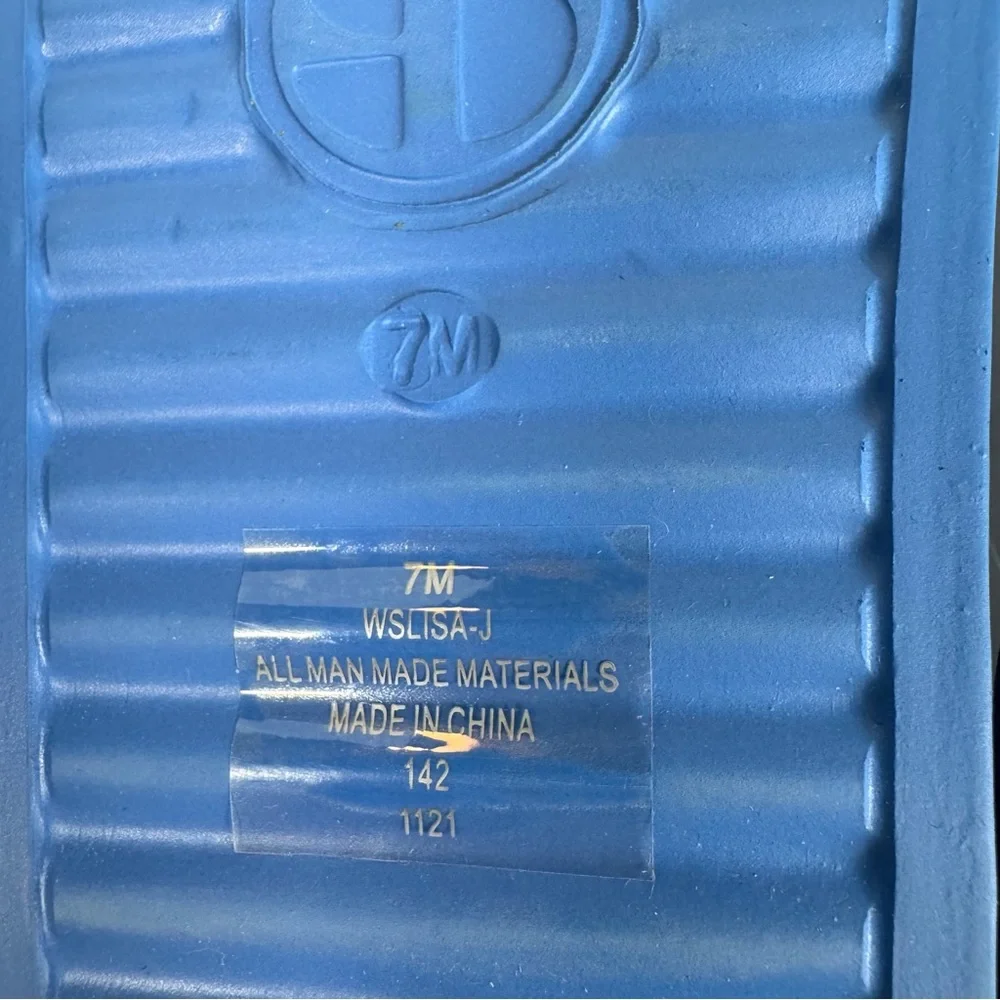 7M
7M
WSLISA-J
ALL MAN MADE MATERIALS
MADE IN CHINA
142
1121